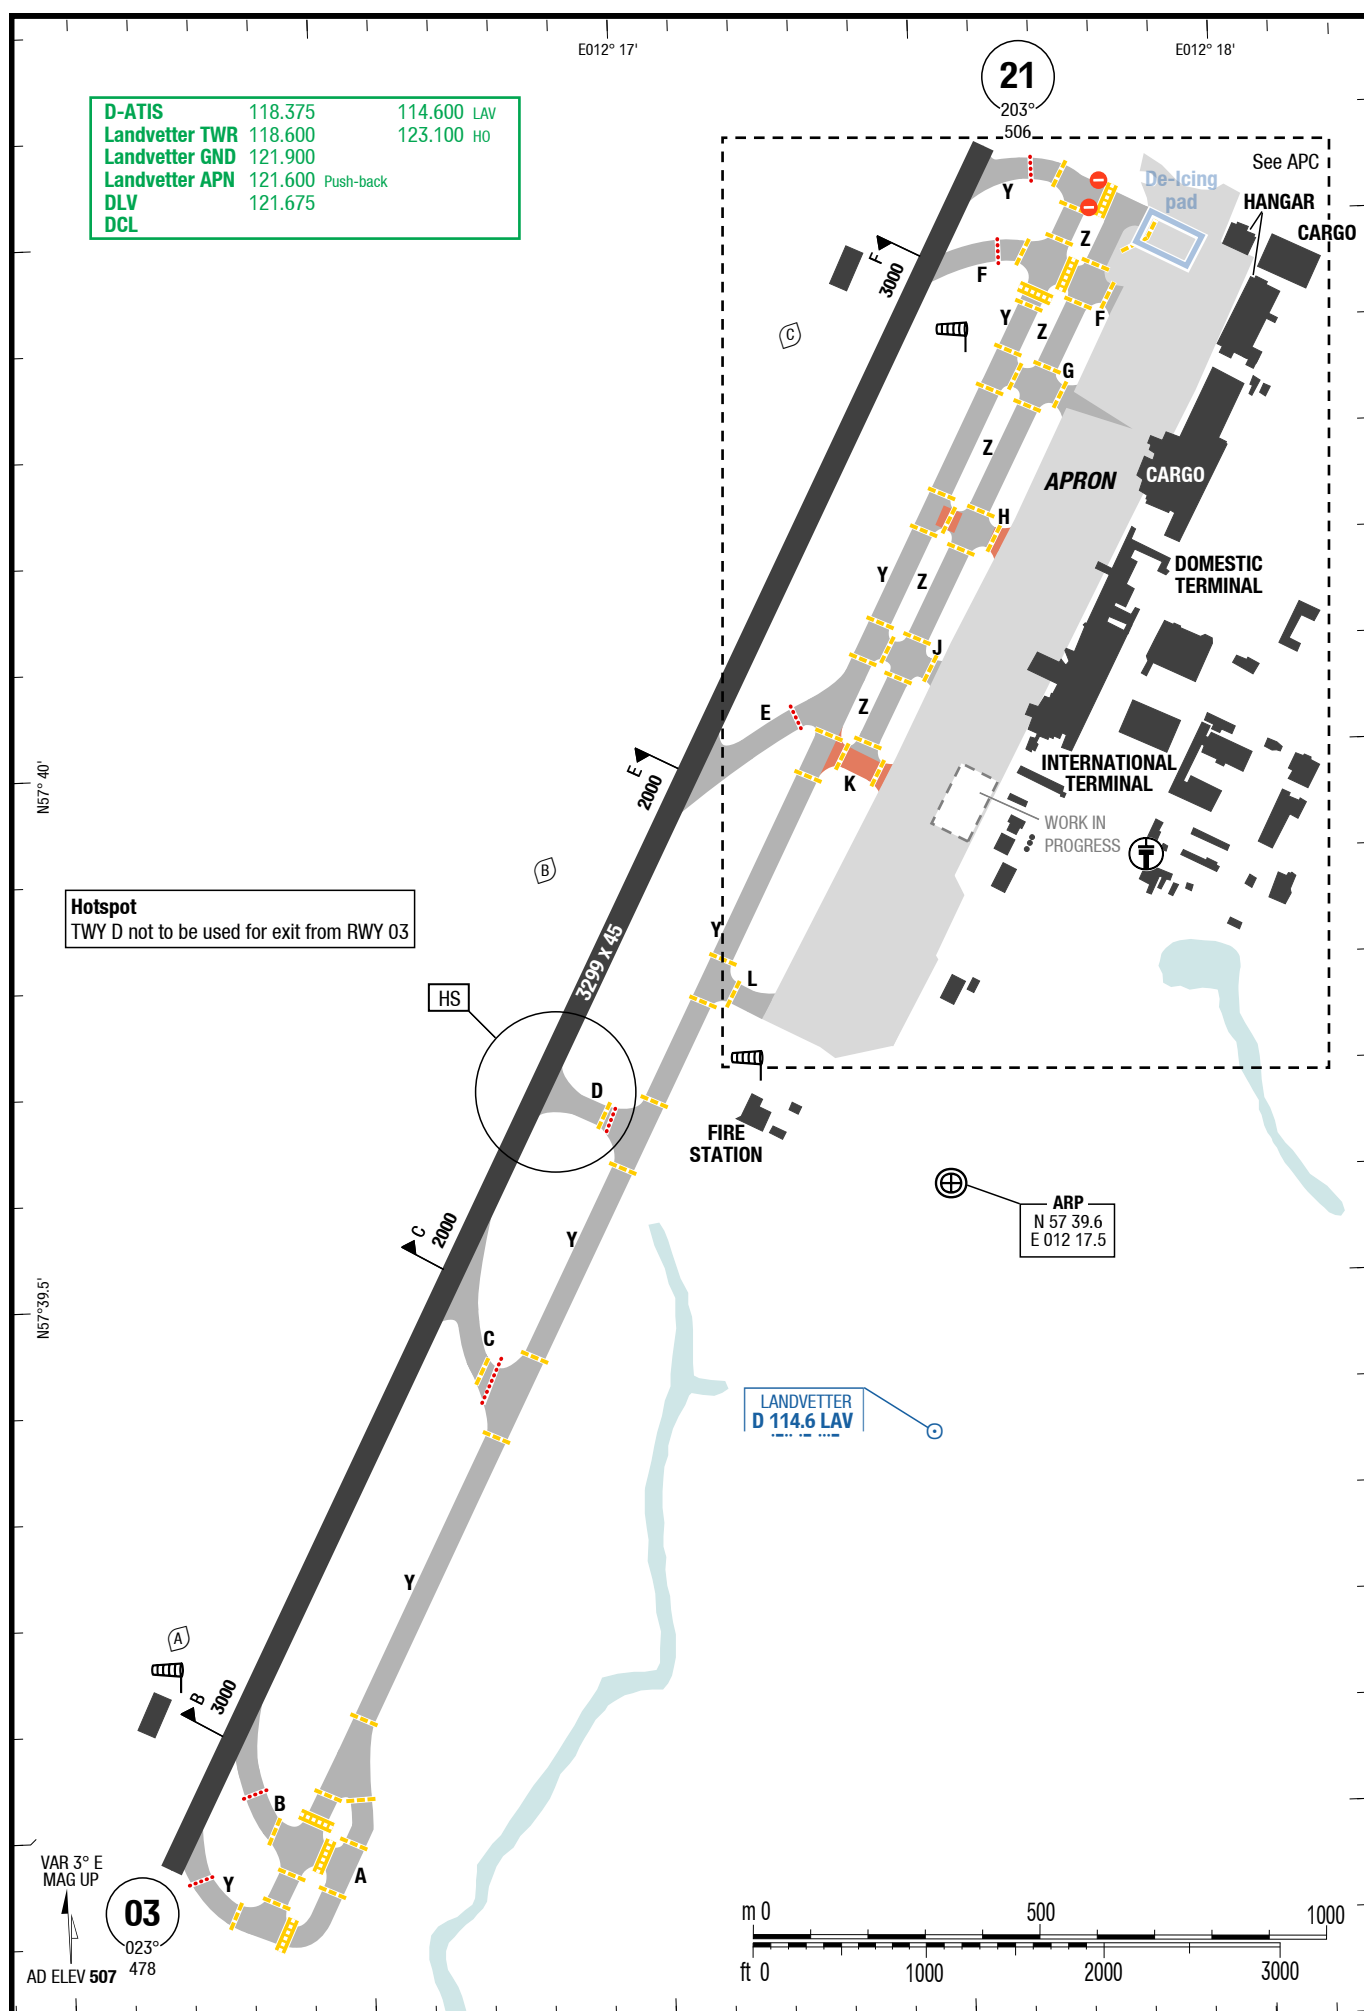 E012° 17'
E012° 18'
21
203°
506
D-ATIS 118.375 114.600 LAV
Landvetter TWR 118.600 123.100 HO
Landvetter GND 121.900
Landvetter APN 121.600 Push-back
DLV 121.675
DCL
See APC
De-Icing
pad
HANGAR
CARGO
Y
Z
F
F
3000
F
Y
Z
C
G
Z
APRON
CARGO
H
DOMESTIC
TERMINAL
Y
Z
J
E
Z
E
2000
INTERNATIONAL
TERMINAL
K
N57° 40'
WORK IN
PROGRESS
B
Hotspot
TWY D not to be used for exit from RWY 03
Y
3299 x 45
L
HS
D
FIRE
STATION
ARP
N 57 39.6
E 012 17.5
C
2000
Y
N57°39.5'
C
LANDVETTER
D 114.6 LAV
Y
A
B
3000
B
A
Y
VAR 3° E
MAG UP
03
023°
478
AD ELEV 507
m 0 500 1000
ft 0 1000 2000 3000